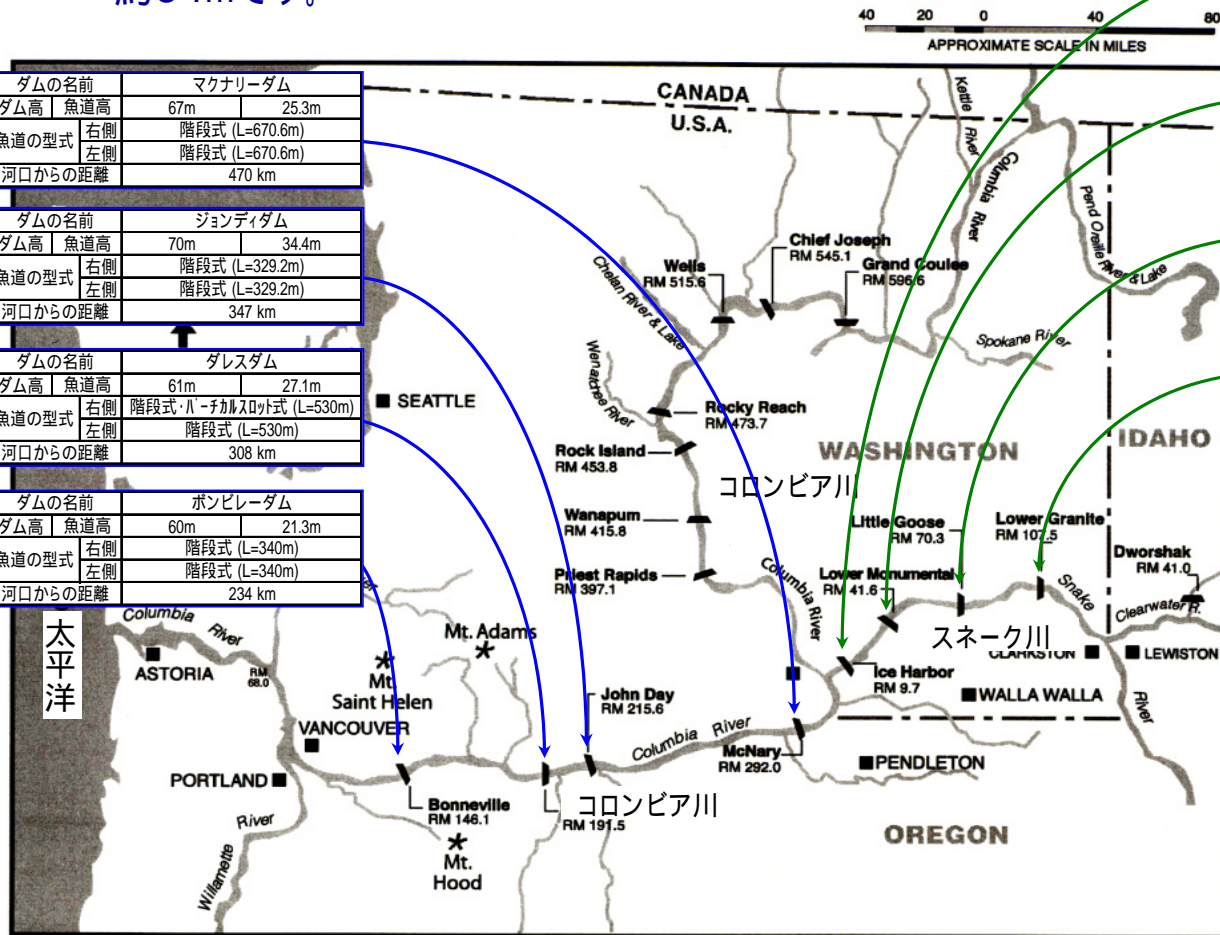 約34mです。
40 20 0 40 80
APPROXIMATE SCALE IN MILES
ダムの名前 マクナリーダム
ダム高 魚道高 67m 25.3m
魚道の型式 右側 階段式 (L=670.6m)
左側 階段式 (L=670.6m)
河口からの距離 470 km
ダムの名前 ジョンディダム
ダム高 魚道高 70m 34.4m
魚道の型式 右側 階段式 (L=329.2m)
左側 階段式 (L=329.2m)
河口からの距離 347 km
ダムの名前 ダレスダム
ダム高 魚道高 61m 27.1m
魚道の型式 右側 階段式・バーチカルスロット式 (L=530m)
左側 階段式 (L=530m)
河口からの距離 308 km
ダムの名前 ボンビレーダム
ダム高 魚道高 60m 21.3m
魚道の型式 右側 階段式 (L=340m)
左側 階段式 (L=340m)
河口からの距離 234 km
CANADA
U.S.A.
Kettle River
Columbia River
Pend Oreille River & Lake
Chief Joseph
RM 545.1
Wells
RM 515.6
Grand Coulee
RM 596.6
Chelan River & Lake
Spokane River
Wenatchee River
SEATTLE
Rocky Reach
RM 473.7
Rock Island
RM 453.8
WASHINGTON
IDAHO
コロンビア川
Wanapum
RM 415.8
Little Goose
RM 70.3
Lower Granite
RM 107.5
Dworshak
RM 41.0
Priest Rapids
RM 397.1
Columbia River
Lower Monumental
RM 41.6
Snake
Clearwater R.
スネーク川
CLARKSTON
LEWISTON
太平洋
Columbia River
ASTORIA
RM 68.0
Mt. Adams
Mt.
Saint Helen
VANCOUVER
John Day
RM 215.6
Ice Harbor
RM 9.7
WALLA WALLA
River
Columbia River
McNary
RM 292.0
PENDLETON
PORTLAND
Bonneville
RM 146.1
コロンビア川
RM 191.5
Willamette River
Mt.
Hood
OREGON